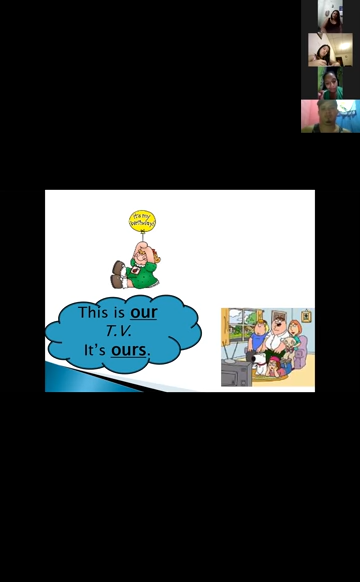 It's my
birthday!
This is our
T.V.
It's ours.